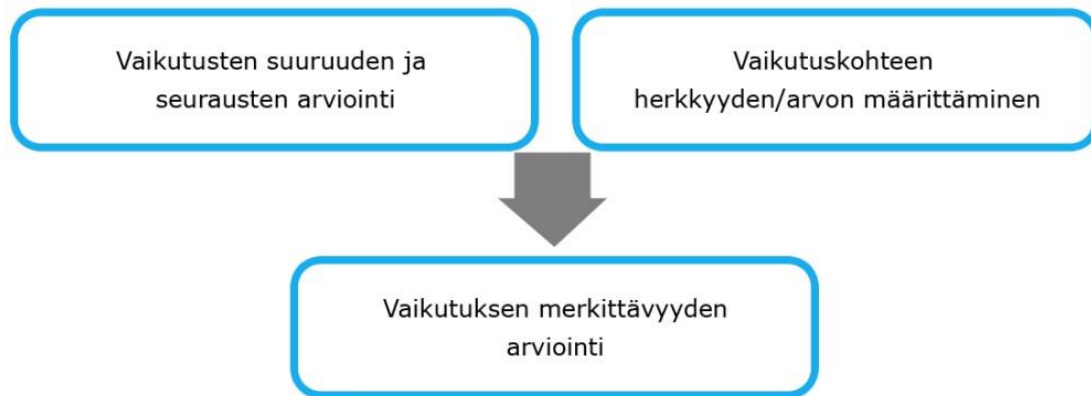 Vaikutusten suuruuden ja
seurausten arviointi
Vaikutuskohteen
herkkyyden/arvon määrittäminen
Vaikutuksen merkittävyyden
arviointi